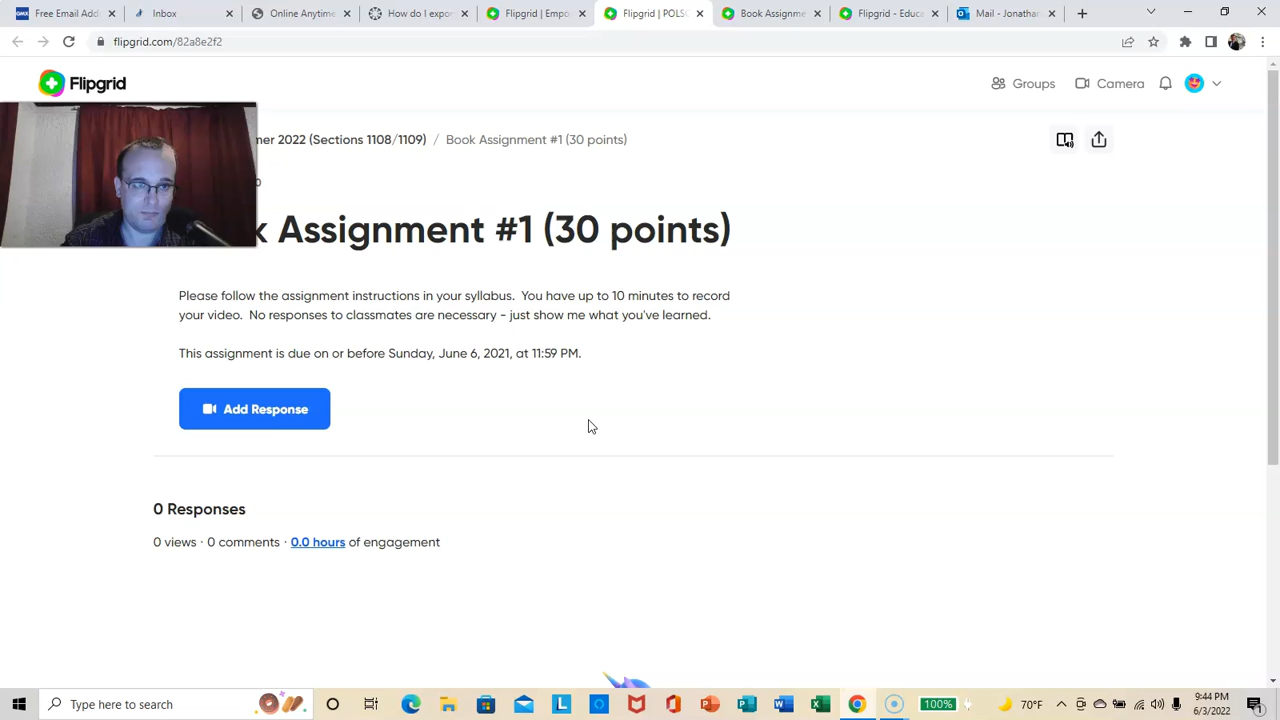 Free Email Add
Inbox
Online Anytime
How do I expo
Flipgrid | Empo
Flipgrid | POLS
Book Assignme
Flipgrid - Educa
Mail - Jonatha
flipgrid.com/82a8e2f2
Flipgrid
Groups
Camera
mer 2022 (Sections 1108/1109) / Book Assignment #1 (30 points)
k Assignment #1 (30 points)
Please follow the assignment instructions in your syllabus. You have up to 10 minutes to record
your video. No responses to classmates are necessary - just show me what you've learned.
This assignment is due on or before Sunday, June 6, 2021, at 11:59 PM.
Add Response
0 Responses
0 views · 0 comments · 0.0 hours of engagement
Type here to search
100%
70°F
9:44 PM
6/3/2022